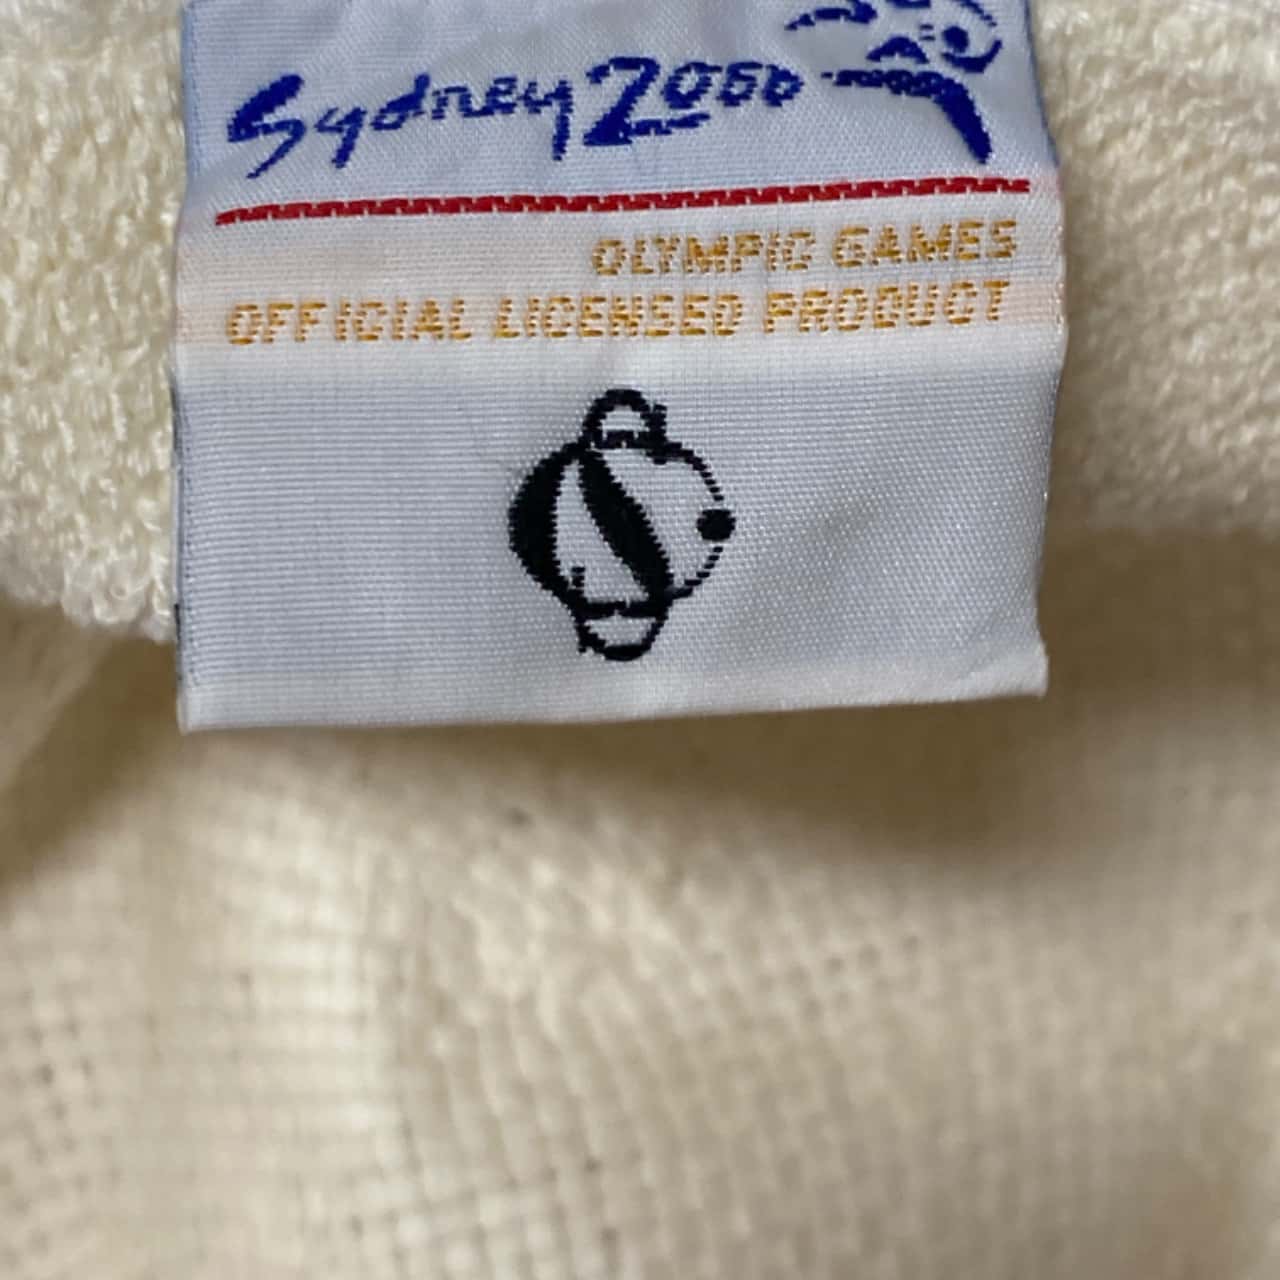 Sydney 2000
OLYMPIC GAMES
OFFICIAL LICENSED PRODUCT